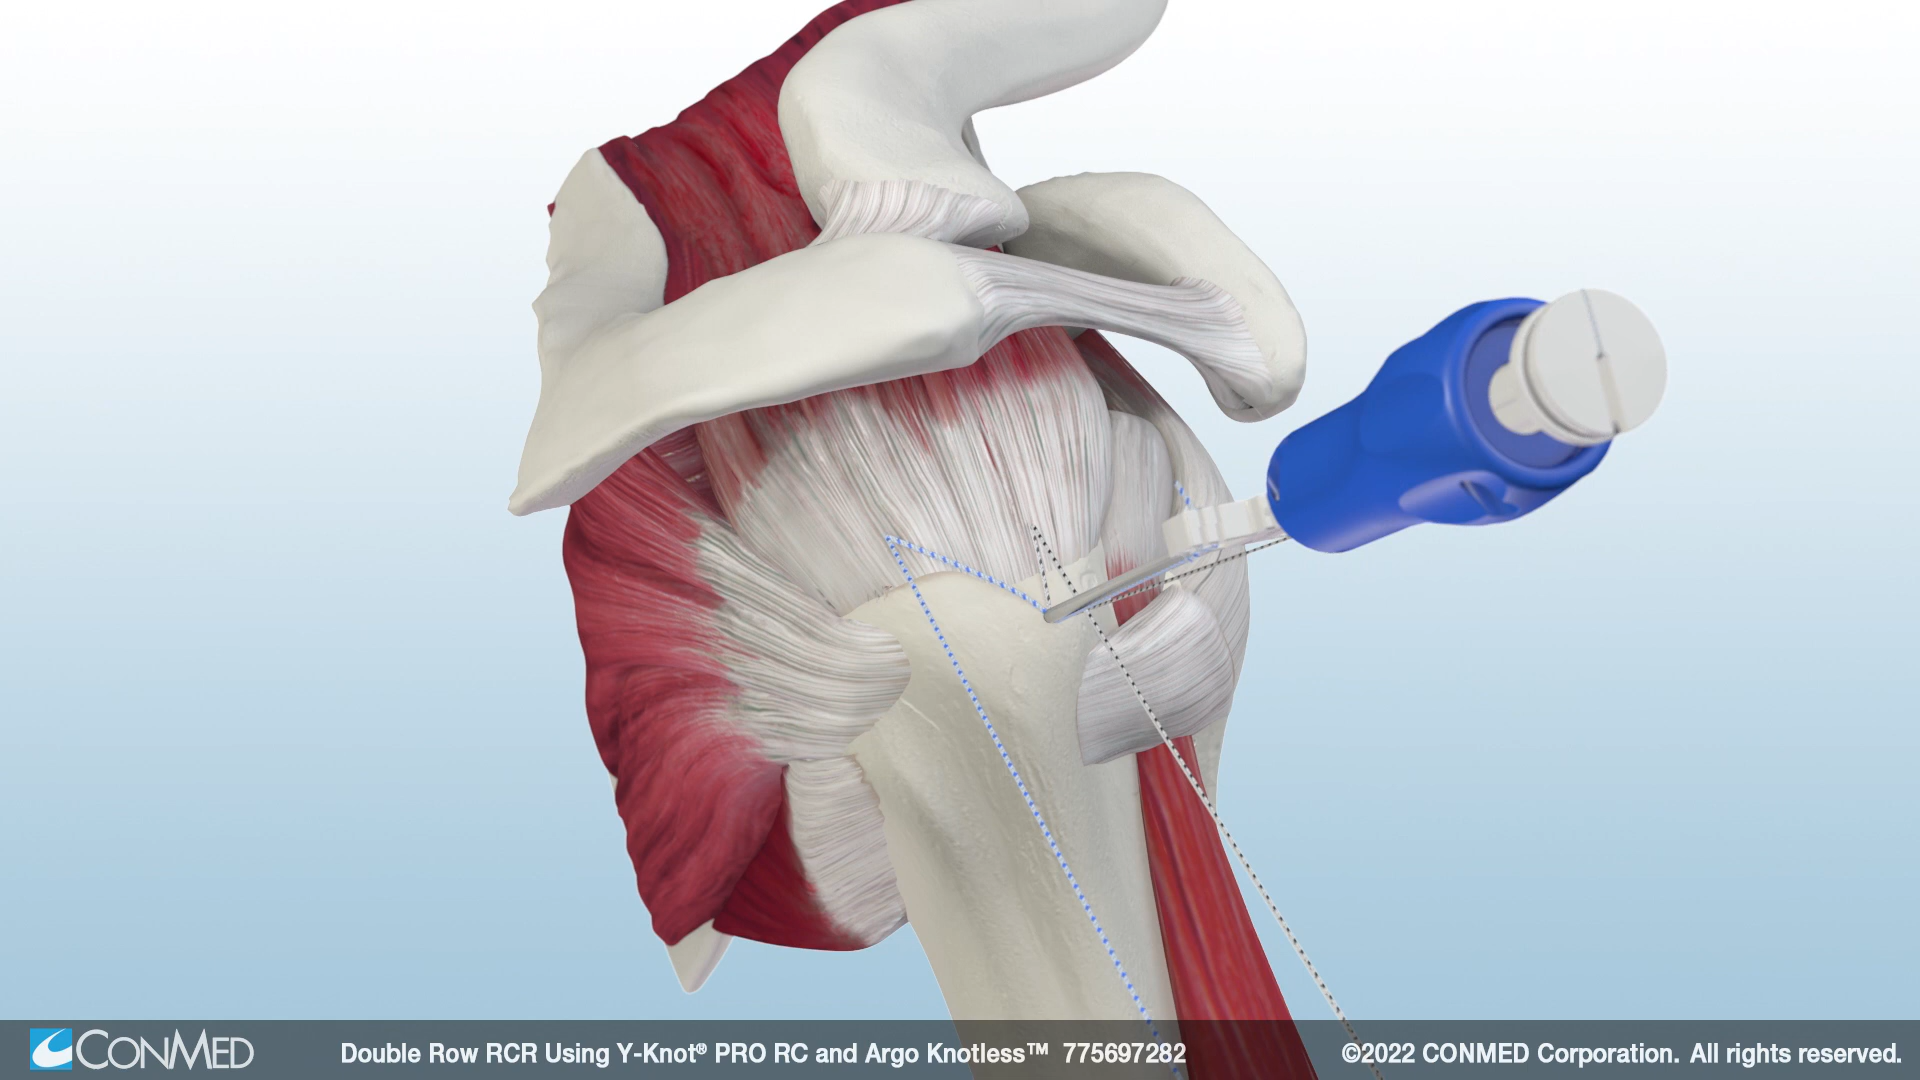 CONMED Double Row RCR Using Y-Knot® PRO RC and Argo Knotless™ 775697282 ©2022 CONMED Corporation. All rights reserved.